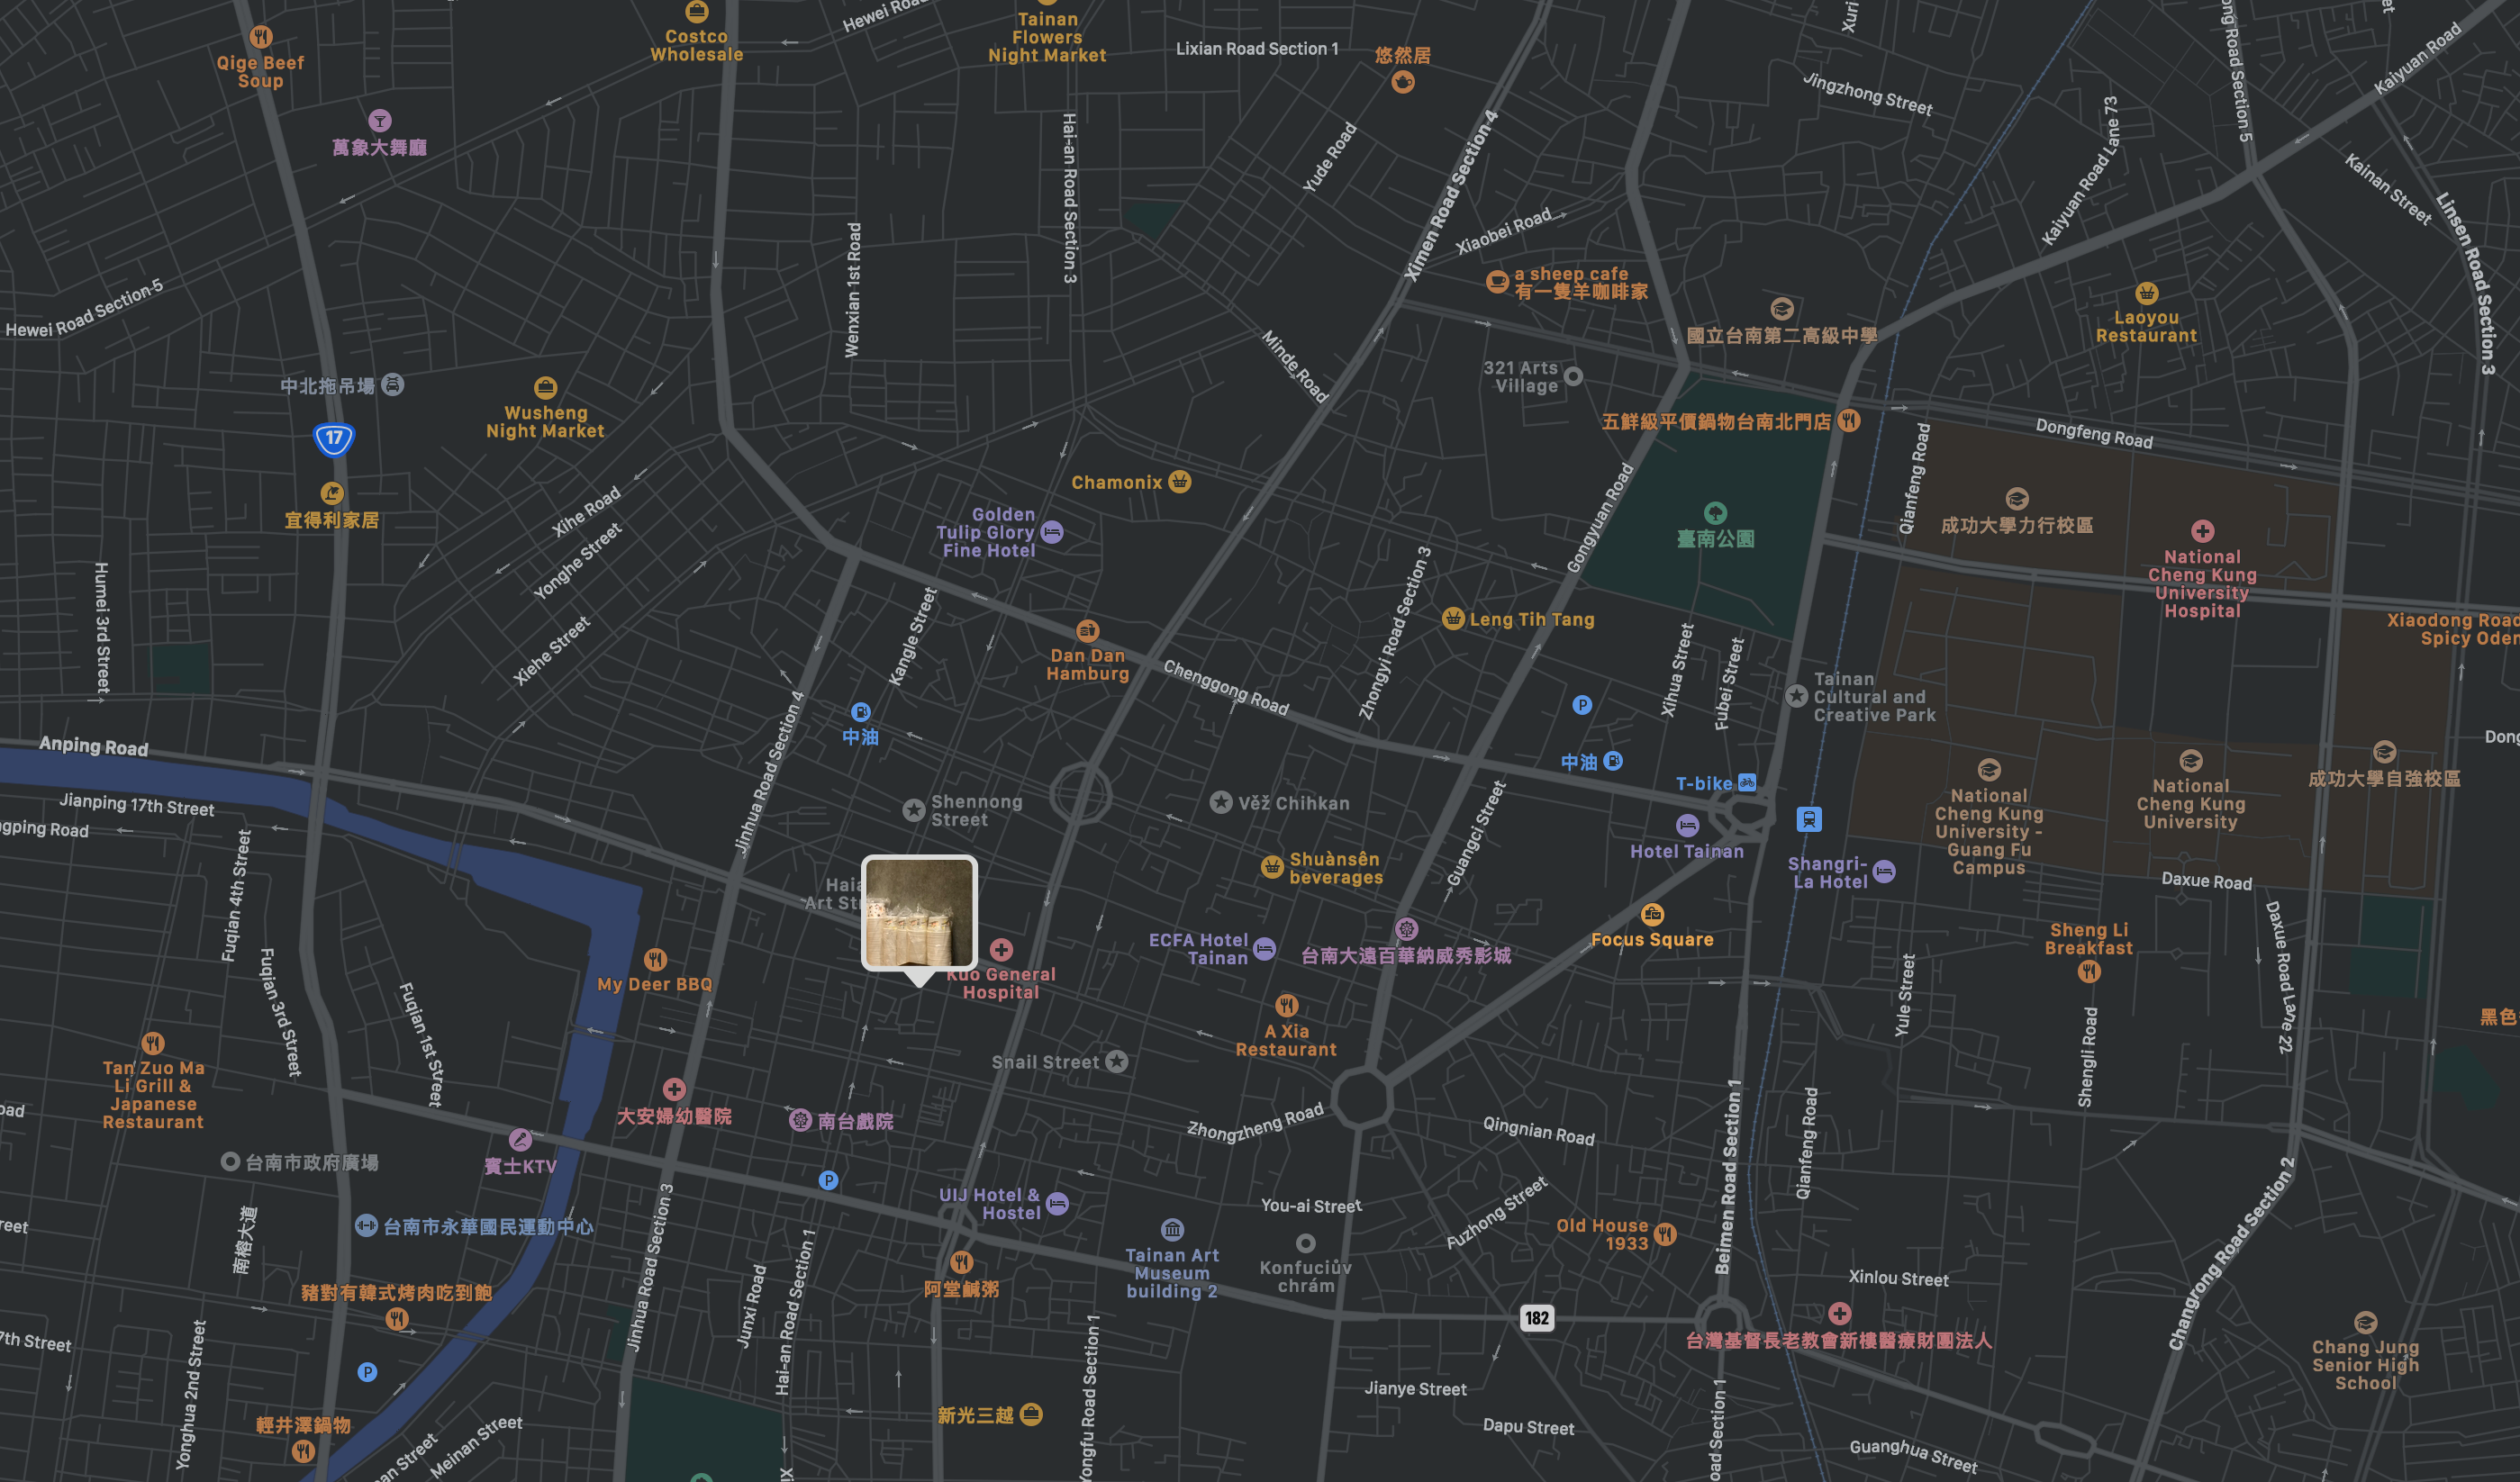 Hewei Road
Costco
Wholesale
Tainan
Flowers
Night Market
Lixian Road Section 1
悠然居
Qige Beef
Soup
萬象大舞廳
Jingzhong Street
Kaiyuan Road
Kaiyuan Road Lane 73
Kainan Street
Linsen Road Section 3
Hai-an Road Section 3
Yude Road
Ximen Road Section 4
Xiaobei Road
Wenxian 1st Road
Hewei Road Section 5
a sheep cafe
有一隻羊咖啡家
國立台南第二高級中學
Laoyou
Restaurant
Minde Road
321 Arts
Village
中北拖吊場
Wusheng
Night Market
17
五鮮級平價鍋物台南北門店
Dongfeng Road
Qianfeng Road
Chamonix
宜得利家居
Xihe Road
Yonghe Street
Golden
Tulip Glory
Fine Hotel
Gongyuan Road
臺南公園
成功大學力行校區
National
Cheng Kung
University
Hospital
Humei 3rd Street
Xiehe Street
Kangle Street
Dan Dan
Hamburg
Zhongyi Road Section 3
Leng Tih Tang
Xihua Street
Fubei Street
Xiaodong Road
Spicy Oden
Chenggong Road
Tainan
Cultural and
Creative Park
P
中油
Jinhua Road Section 4
Anping Road
中油
T-bike
Jianping 17th Street
Shennong
Street
Věž Chihkan
Guangci Street
Hotel Tainan
Shangri-
La Hotel
National
Cheng Kung
University -
Guang Fu
Campus
National
Cheng Kung
University
成功大學自強校區
Fuqian 4th Street
Shuànsên
beverages
Daxue Road
Daxue Road Lane 22
Focus Square
ECFA Hotel
Tainan
台南大遠百華納威秀影城
Sheng Li
Breakfast
Fuqian 3rd Street
Fuqian 1st Street
My Deer BBQ
Kuo General
Hospital
A Xia
Restaurant
Yule Street
Shengli Road
Tan Zuo Ma
Li Grill &
Japanese
Restaurant
Snail Street
大安婦幼醫院
南台戲院
Zhongzheng Road
Qingnian Road
Beimen Road Section 1
Qianfeng Road
台南市政府廣場
賓士KTV
P
UIJ Hotel &
Hostel
You-ai Street
Fuzhong Street
Old House
1933
Changrong Road Section 2
南榕大道
台南市永華國民運動中心
Jinhua Road Section 3
Junxi Road
Hai-an Road Section 1
阿堂鹹粥
Tainan Art
Museum
building 2
Konfuciův
chrám
Xinlou Street
豬對有韓式烤肉吃到飽
182
台灣基督長老教會新樓醫療財團法人
Yonghua 2nd Street
P
Chang Jung
Senior High
School
Jianye Street
Dapu Street
新光三越
輕井澤鍋物
Meinan Street
Guanghua Street